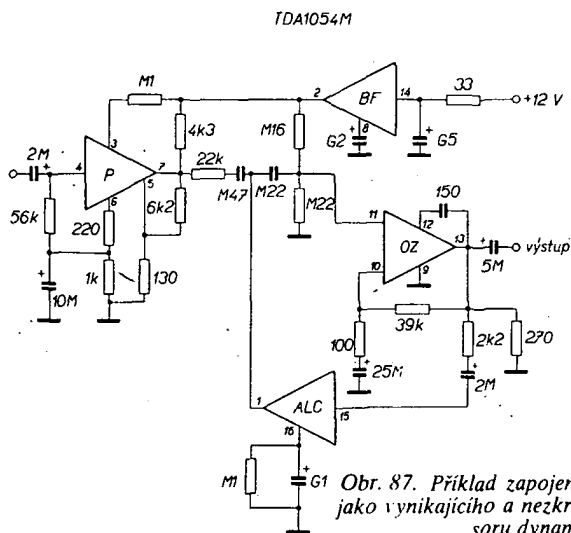 TDA1054M
M1
2
BF
14
33
+12 V
8
G2
G5
4k3
M16
3
2M
4
P
7
5
6
22k
M47
M22
6k2
M22
56k
220
1k
130
10M
11
12
150
OZ
13
10
9
5M
výstup
39k
100
25M
2k2
270
2M
1
ALC
15
16
M1
G1
Obr. 87. Příklad zapojen
jako vynikajícího a nezkr
soru dynan